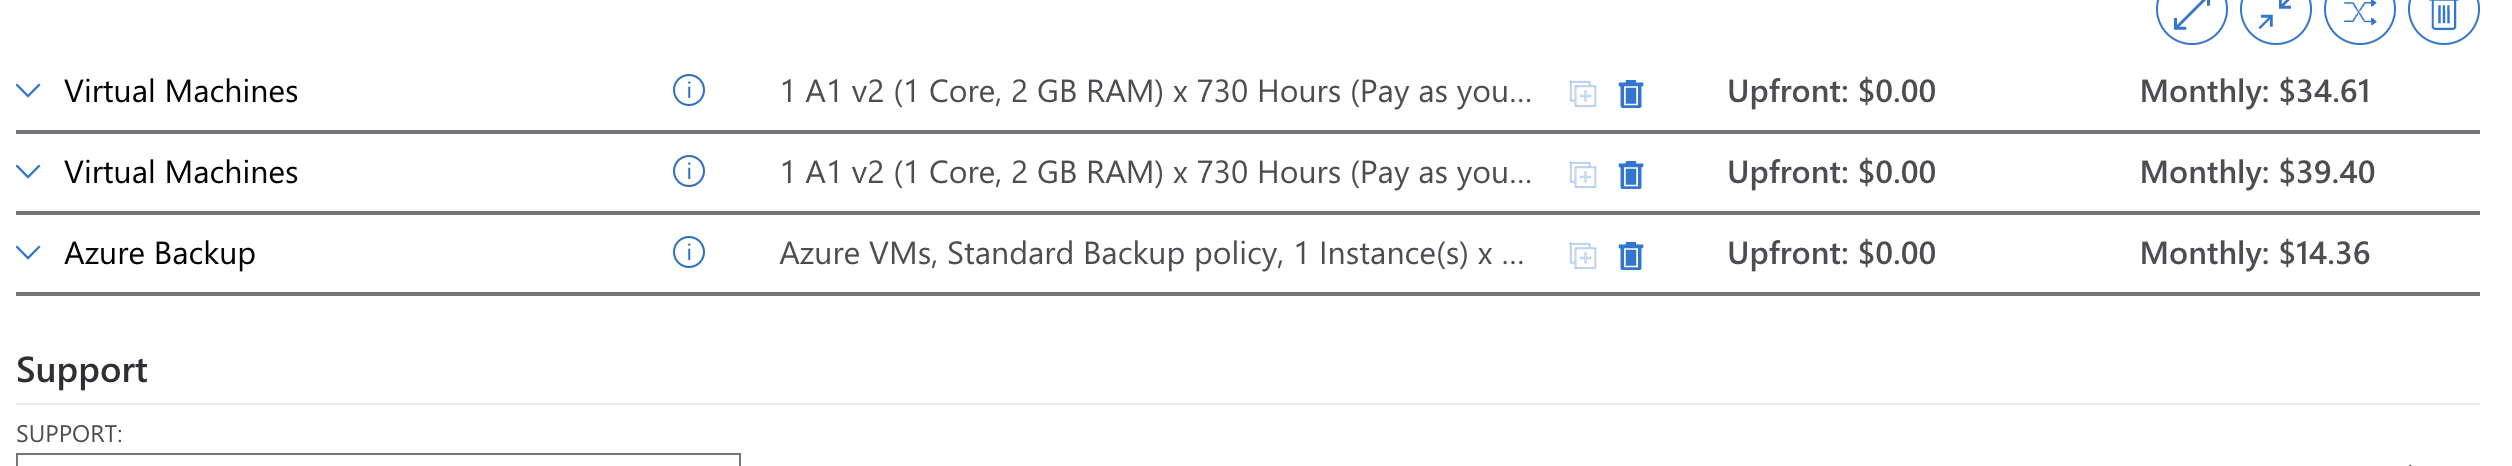 Virtual Machines 1 A1 v2 (1 Core, 2 GB RAM) x 730 Hours (Pay as you... Upfront: $0.00 Monthly: $34.61
Virtual Machines 1 A1 v2 (1 Core, 2 GB RAM) x 730 Hours (Pay as you... Upfront: $0.00 Monthly: $39.40
Azure Backup Azure VMs, Standard Backup policy, 1 Instance(s) x ... Upfront: $0.00 Monthly: $14.36
Support
SUPPORT: